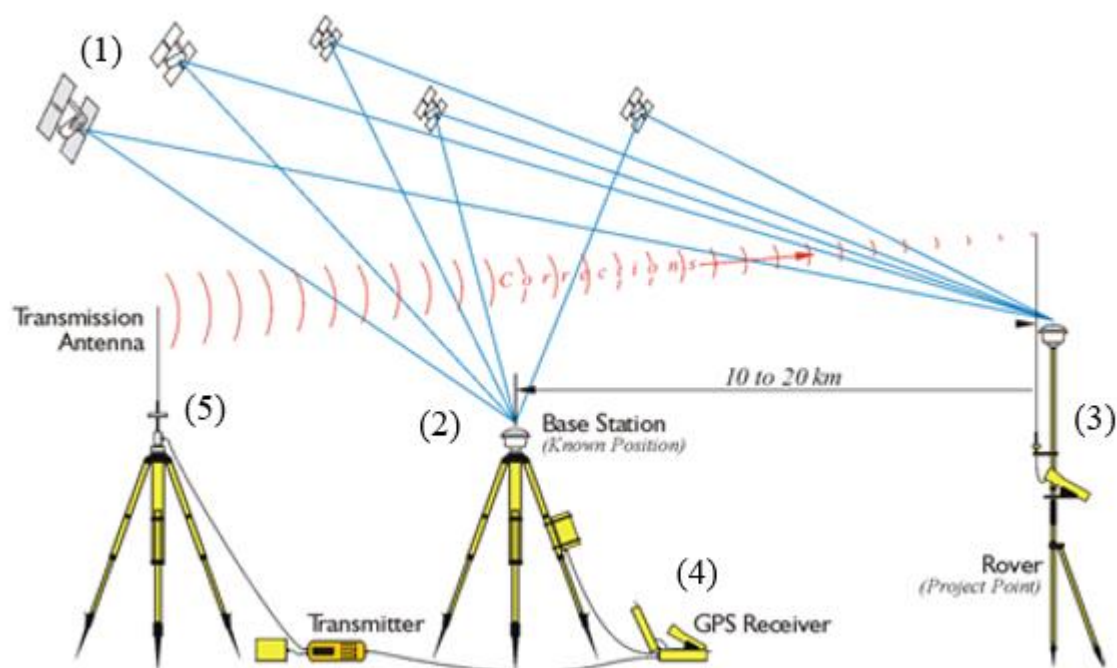 (1)
Corrections
Transmission
Antenna
(5)
(2)
Base Station
(Known Position)
10 to 20 km
(3)
(4)
Transmitter
GPS Receiver
Rover
(Project Point)